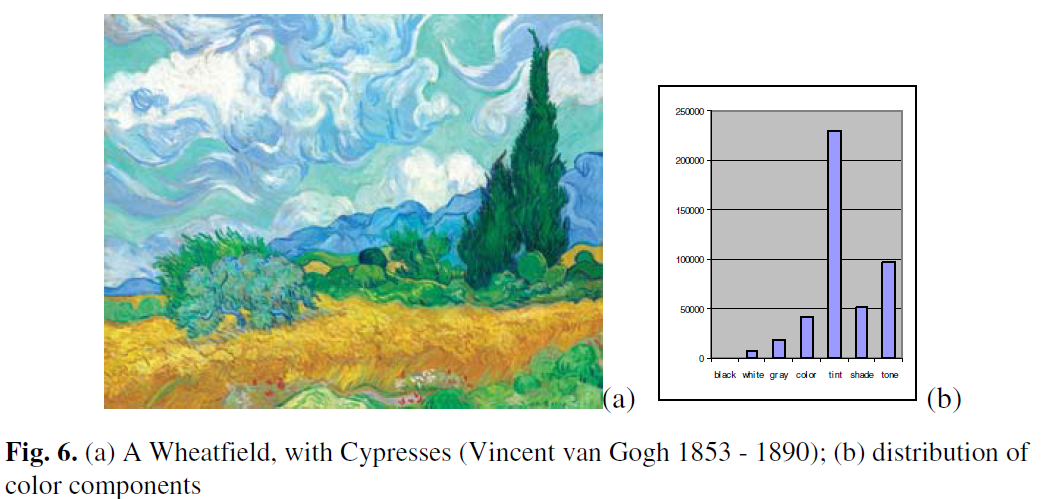 250000
200000
150000
100000
50000
0
black white gray color tint shade tone
(a)
(b)
Fig. 6. (a) A Wheatfield, with Cypresses (Vincent van Gogh 1853 - 1890); (b) distribution of
color components